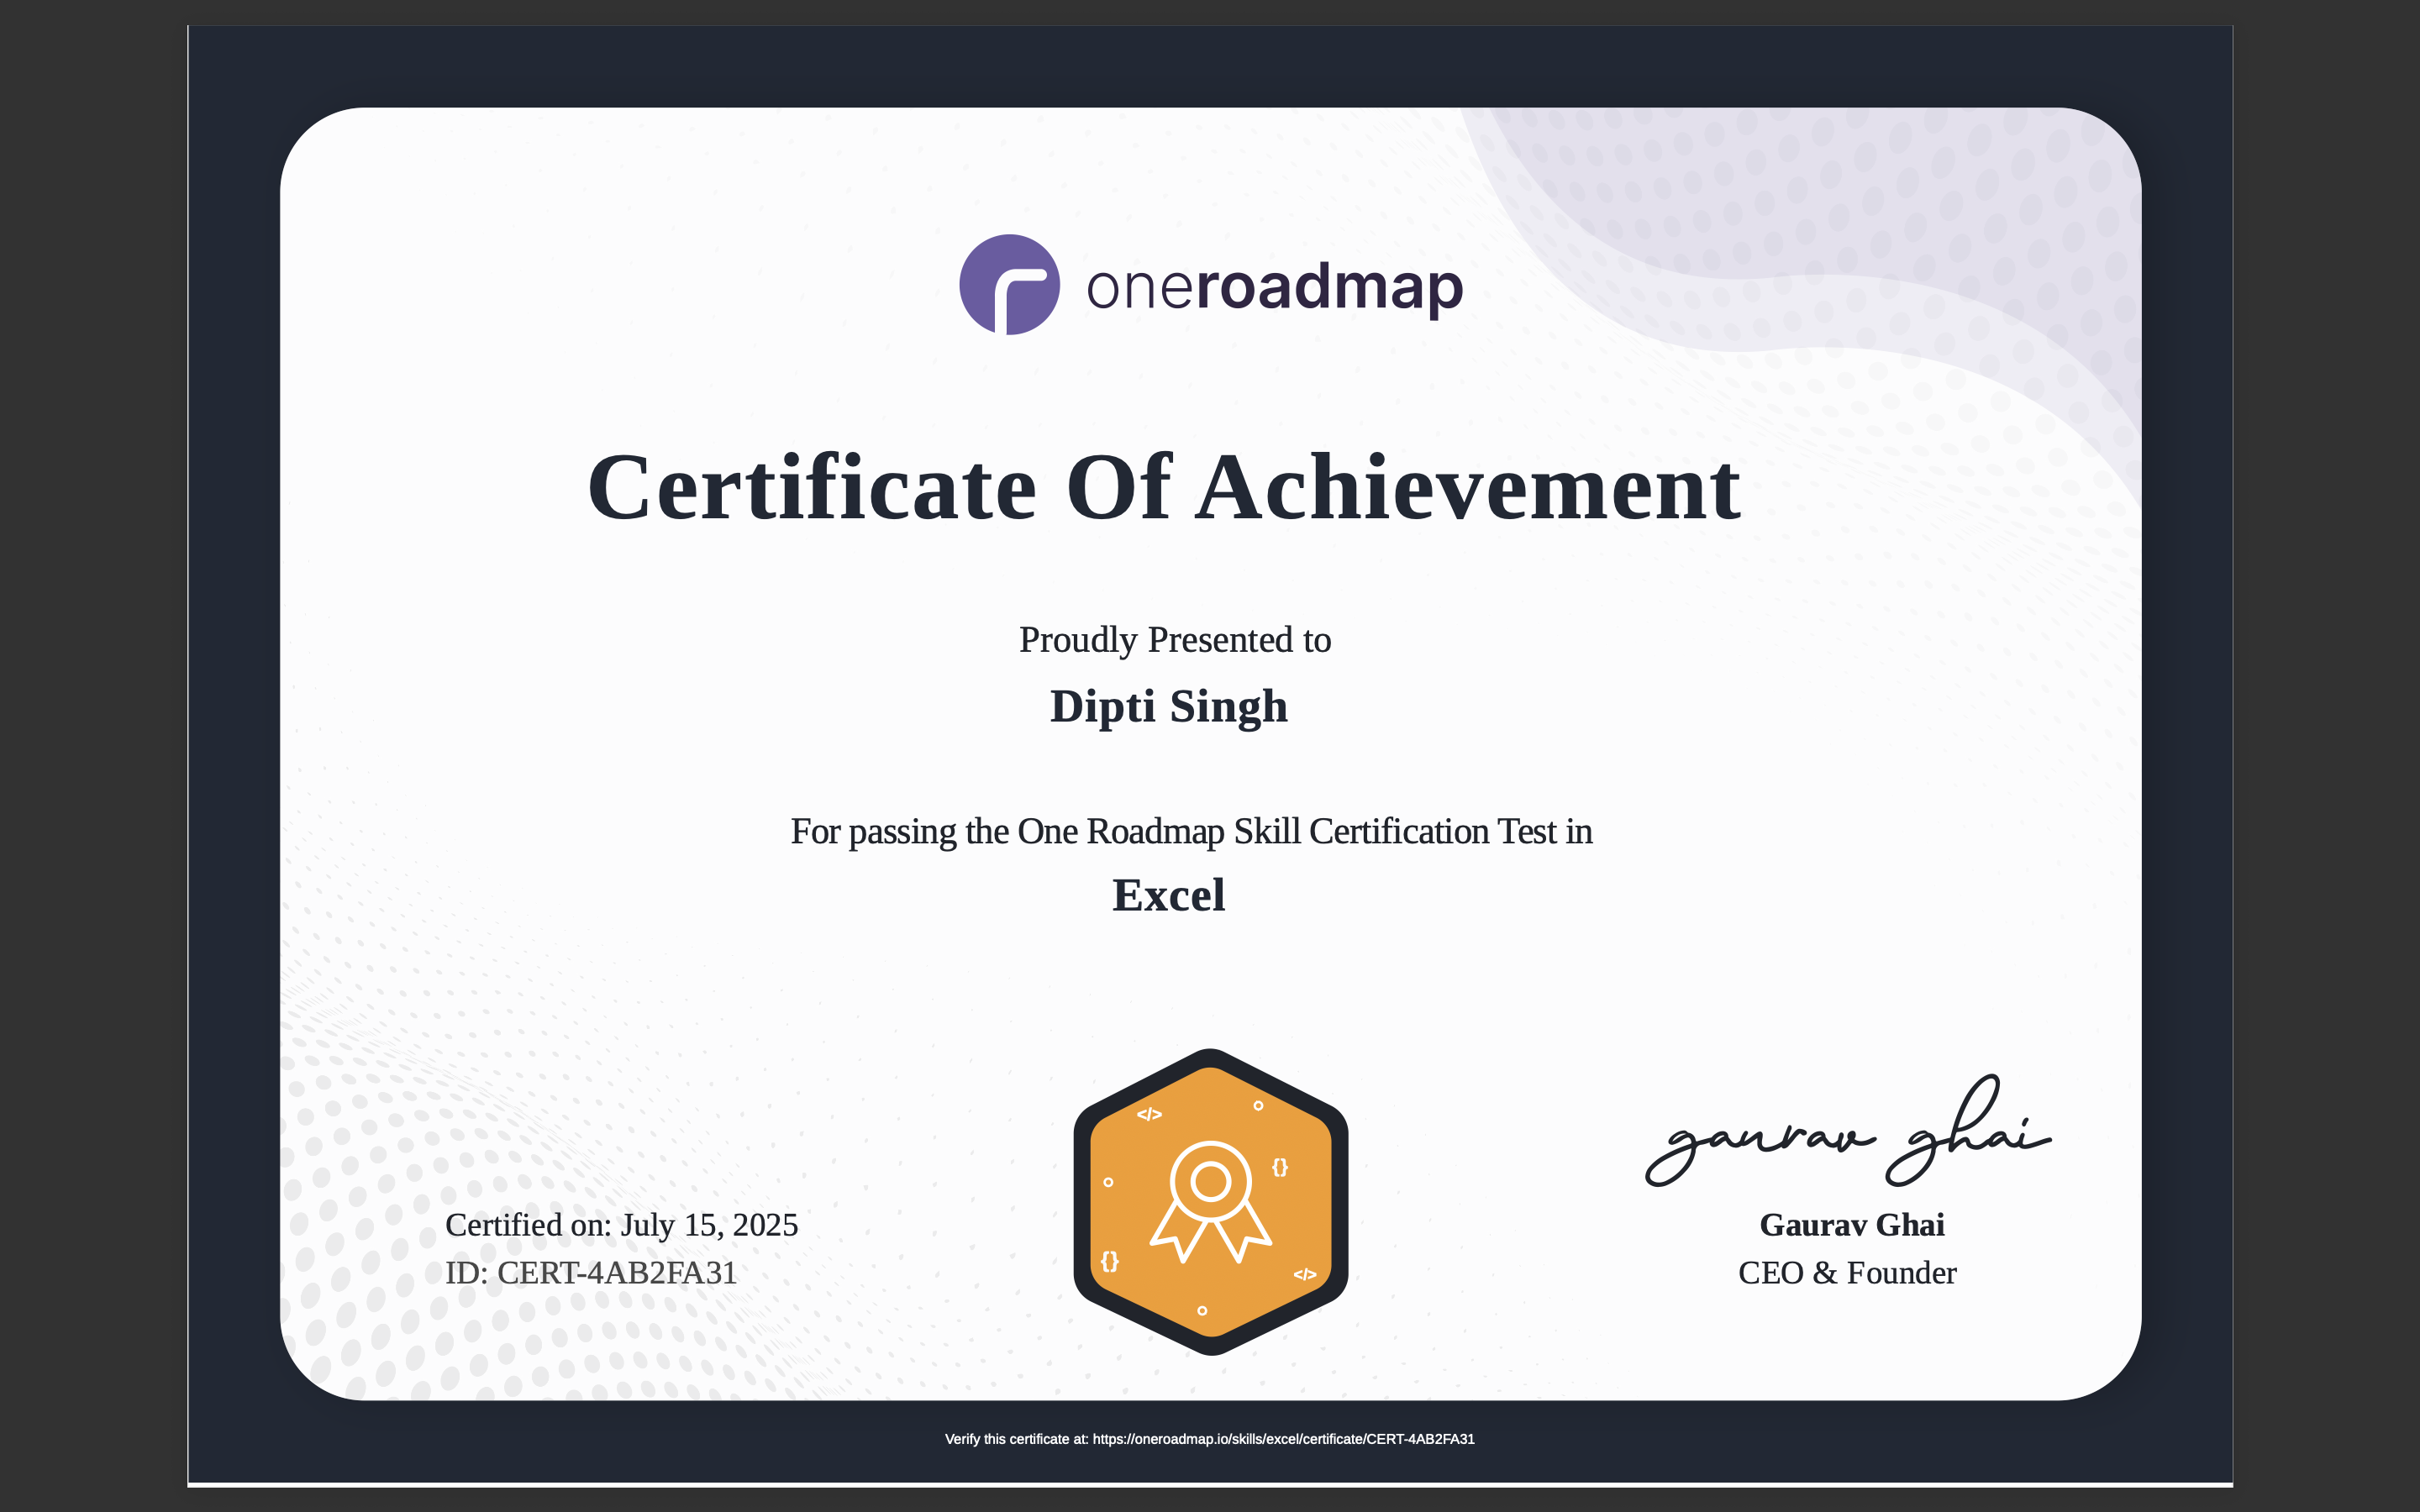 oneroadmap
Certificate Of Achievement
Proudly Presented to
Dipti Singh
For passing the One Roadmap Skill Certification Test in
Excel
</>
{}
{}
</>
gaurav ghai
Certified on: July 15, 2025
ID: CERT-4AB2FA31
Gaurav Ghai
CEO & Founder
Verify this certificate at: https://oneroadmap.io/skills/excel/certificate/CERT-4AB2FA31